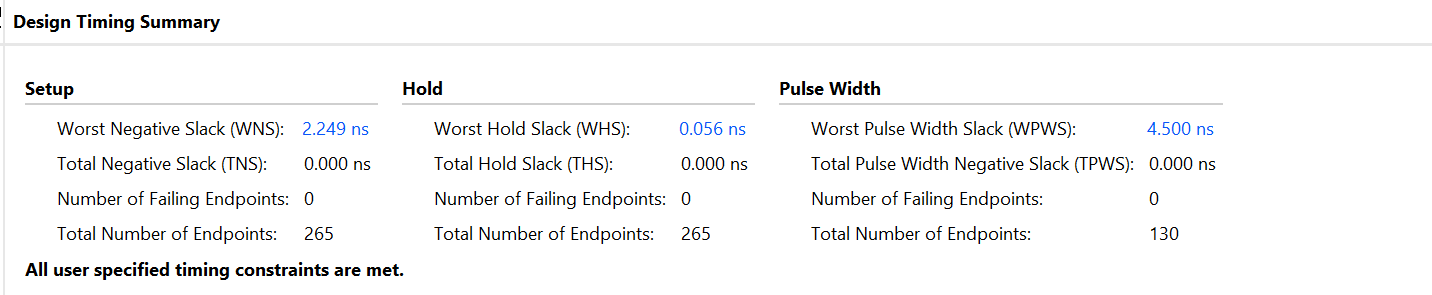 Design Timing Summary
Setup Hold Pulse Width
Worst Negative Slack (WNS): 2.249 ns Worst Hold Slack (WHS): 0.056 ns Worst Pulse Width Slack (WPWS): 4.500 ns
Total Negative Slack (TNS): 0.000 ns Total Hold Slack (THS): 0.000 ns Total Pulse Width Negative Slack (TPWS): 0.000 ns
Number of Failing Endpoints: 0 Number of Failing Endpoints: 0 Number of Failing Endpoints: 0
Total Number of Endpoints: 265 Total Number of Endpoints: 265 Total Number of Endpoints: 130
All user specified timing constraints are met.